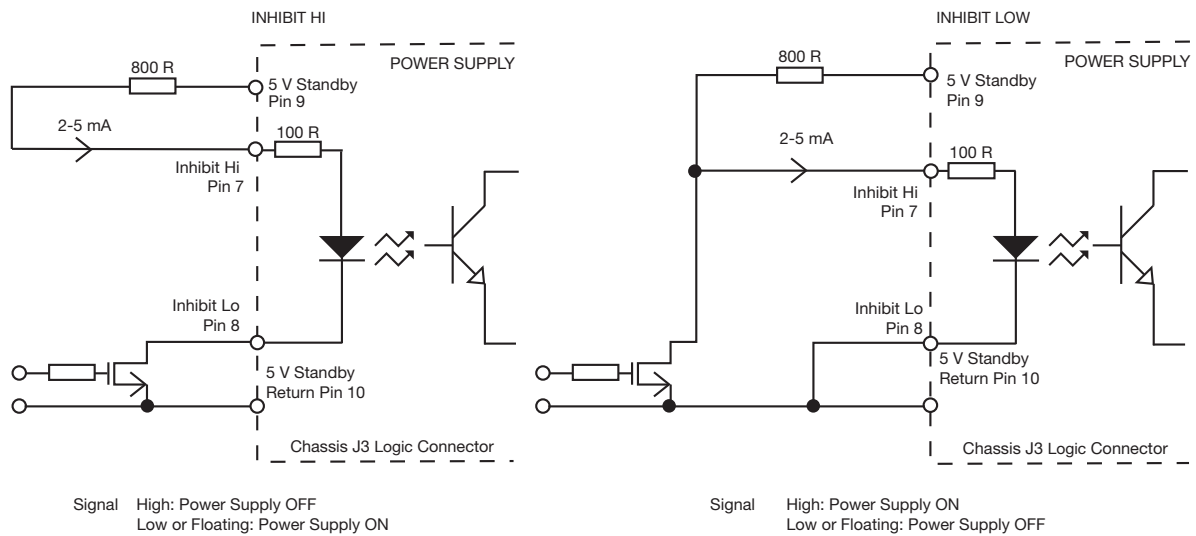 INHIBIT HI
POWER SUPPLY
800 R
5 V Standby
Pin 9
2-5 mA
100 R
Inhibit Hi
Pin 7
Inhibit Lo
Pin 8
5 V Standby
Return Pin 10
Chassis J3 Logic Connector
Signal High: Power Supply OFF
Low or Floating: Power Supply ON
INHIBIT LOW
POWER SUPPLY
800 R
5 V Standby
Pin 9
2-5 mA
100 R
Inhibit Hi
Pin 7
Inhibit Lo
Pin 8
5 V Standby
Return Pin 10
Chassis J3 Logic Connector
Signal High: Power Supply ON
Low or Floating: Power Supply OFF